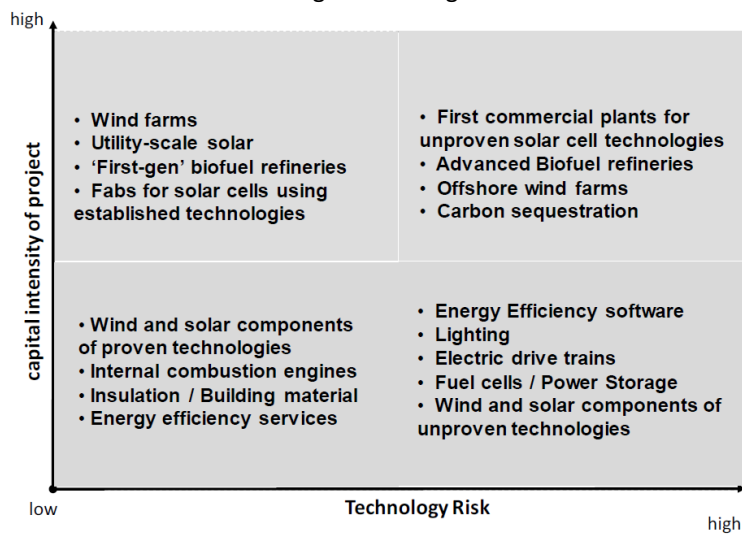 high
• Wind farms
• Utility-scale solar
• ‘First-gen’ biofuel refineries
• Fabs for solar cells using
established technologies
• First commercial plants for
unproven solar cell technologies
• Advanced Biofuel refineries
• Offshore wind farms
• Carbon sequestration
capital intensity of project
• Wind and solar components
of proven technologies
• Internal combustion engines
• Insulation / Building material
• Energy efficiency services
• Energy Efficiency software
• Lighting
• Electric drive trains
• Fuel cells / Power Storage
• Wind and solar components of
unproven technologies
low
Technology Risk
high